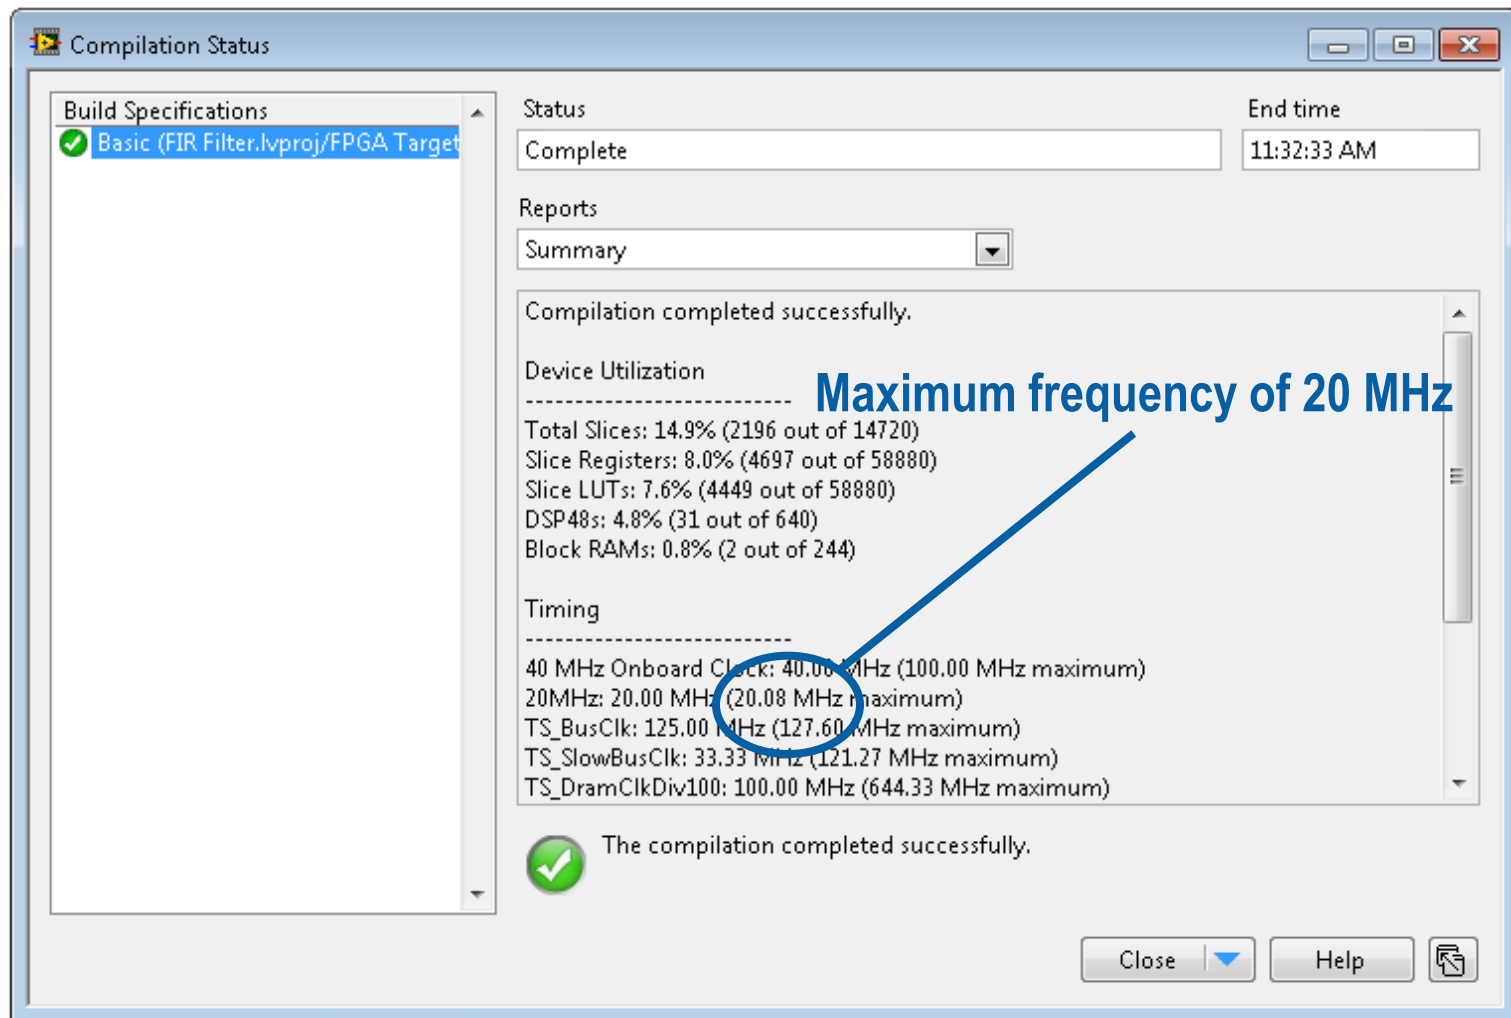 Compilation Status
Build Specifications
Basic (FIR Filter.lvproj/FPGA Target
Status
End time
Complete
11:32:33 AM
Reports
Summary
Compilation completed successfully.
Device Utilization
---------------------------
Maximum frequency of 20 MHz
Total Slices: 14.9% (2196 out of 14720)
Slice Registers: 8.0% (4697 out of 58880)
Slice LUTs: 7.6% (4449 out of 58880)
DSP48s: 4.8% (31 out of 640)
Block RAMs: 0.8% (2 out of 244)
Timing
---------------------------
40 MHz Onboard Clock: 40.00 MHz (100.00 MHz maximum)
20MHz: 20.00 MHz (20.08 MHz maximum)
TS_BusClk: 125.00 MHz (127.60 MHz maximum)
TS_SlowBusClk: 33.33 MHz (121.27 MHz maximum)
TS_DramClkDiv100: 100.00 MHz (644.33 MHz maximum)
The compilation completed successfully.
Close
Help